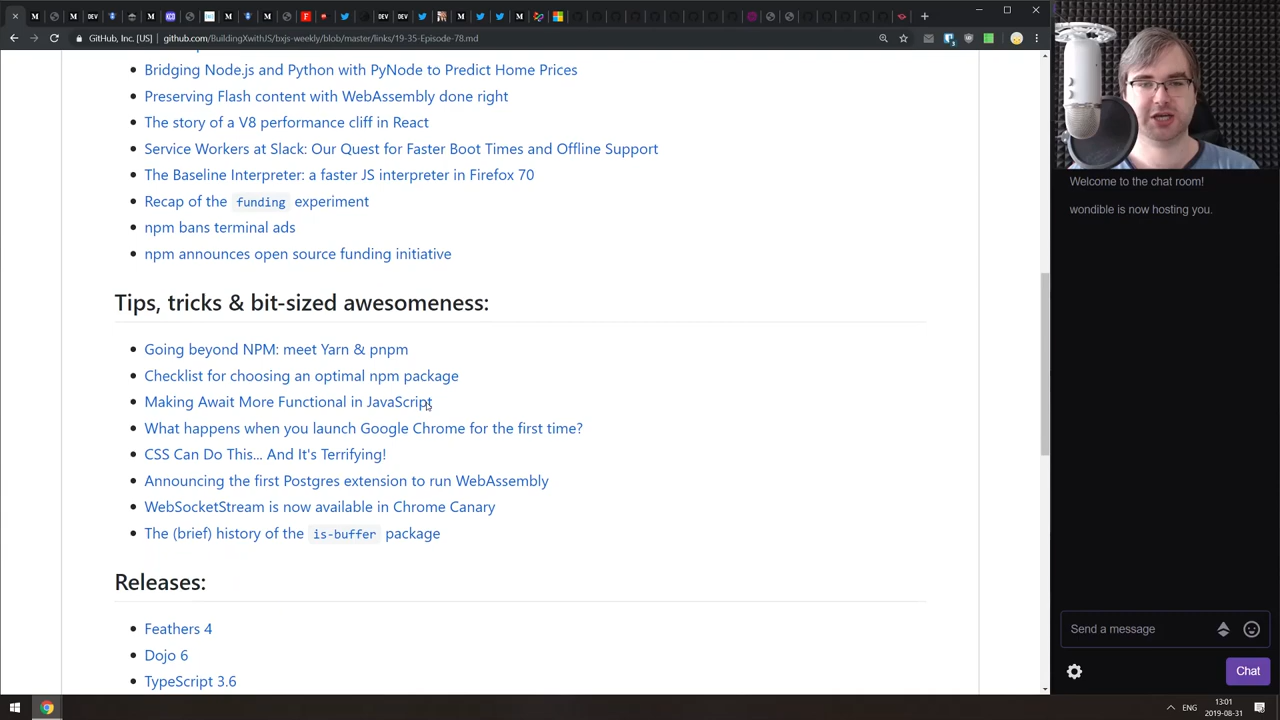 GitHub, Inc. [US]
github.com/BuildingXwithJS/bxjs-weekly/blob/master/links/19-35-Episode-78.md
Bridging Node.js and Python with PyNode to Predict Home Prices
Preserving Flash content with WebAssembly done right
The story of a V8 performance cliff in React
Service Workers at Slack: Our Quest for Faster Boot Times and Offline Support
The Baseline Interpreter: a faster JS interpreter in Firefox 70
Recap of the funding experiment
npm bans terminal ads
npm announces open source funding initiative
Tips, tricks & bit-sized awesomeness:
Going beyond NPM: meet Yarn & pnpm
Checklist for choosing an optimal npm package
Making Await More Functional in JavaScript
What happens when you launch Google Chrome for the first time?
CSS Can Do This... And It's Terrifying!
Announcing the first Postgres extension to run WebAssembly
WebSocketStream is now available in Chrome Canary
The (brief) history of the is-buffer package
Releases:
Feathers 4
Dojo 6
TypeScript 3.6
Welcome to the chat room!
wondible is now hosting you.
Send a message
Chat
ENG
13:01
2019-08-31